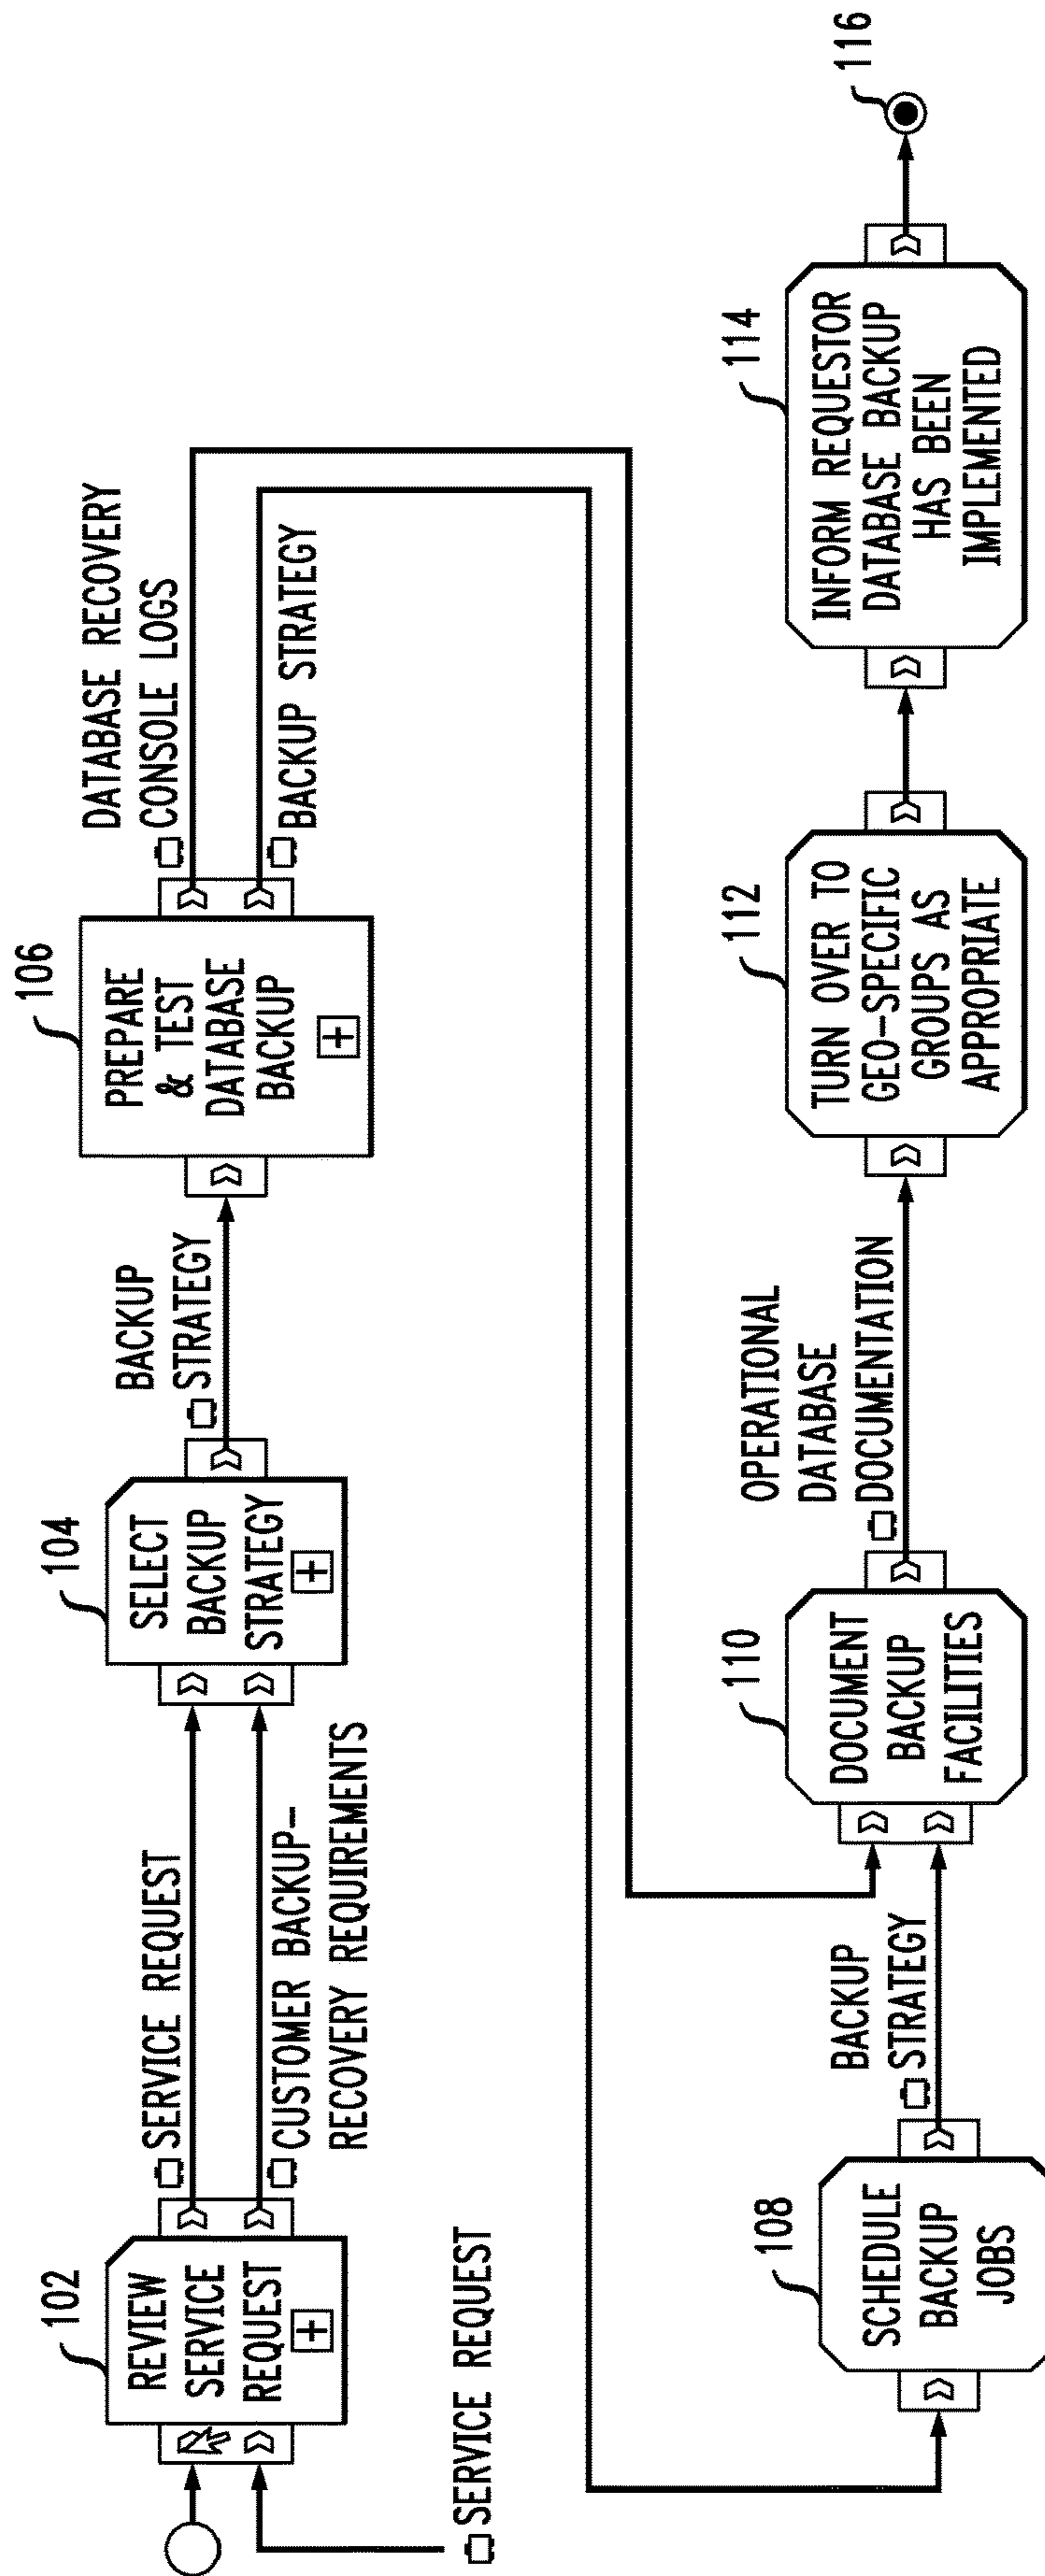 102
REVIEW
SERVICE
REQUEST
SERVICE REQUEST
SERVICE REQUEST
CUSTOMER BACKUP-
RECOVERY REQUIREMENTS
104
SELECT
BACKUP
STRATEGY
BACKUP
STRATEGY
106
PREPARE
& TEST
DATABASE
BACKUP
DATABASE RECOVERY
CONSOLE LOGS
BACKUP STRATEGY
108
SCHEDULE
BACKUP
JOBS
BACKUP
STRATEGY
110
DOCUMENT
BACKUP
FACILITIES
OPERATIONAL
DATABASE
DOCUMENTATION
112
TURN OVER TO
GEO-SPECIFIC
GROUPS AS
APPROPRIATE
114
INFORM REQUESTOR
DATABASE BACKUP
HAS BEEN
IMPLEMENTED
116